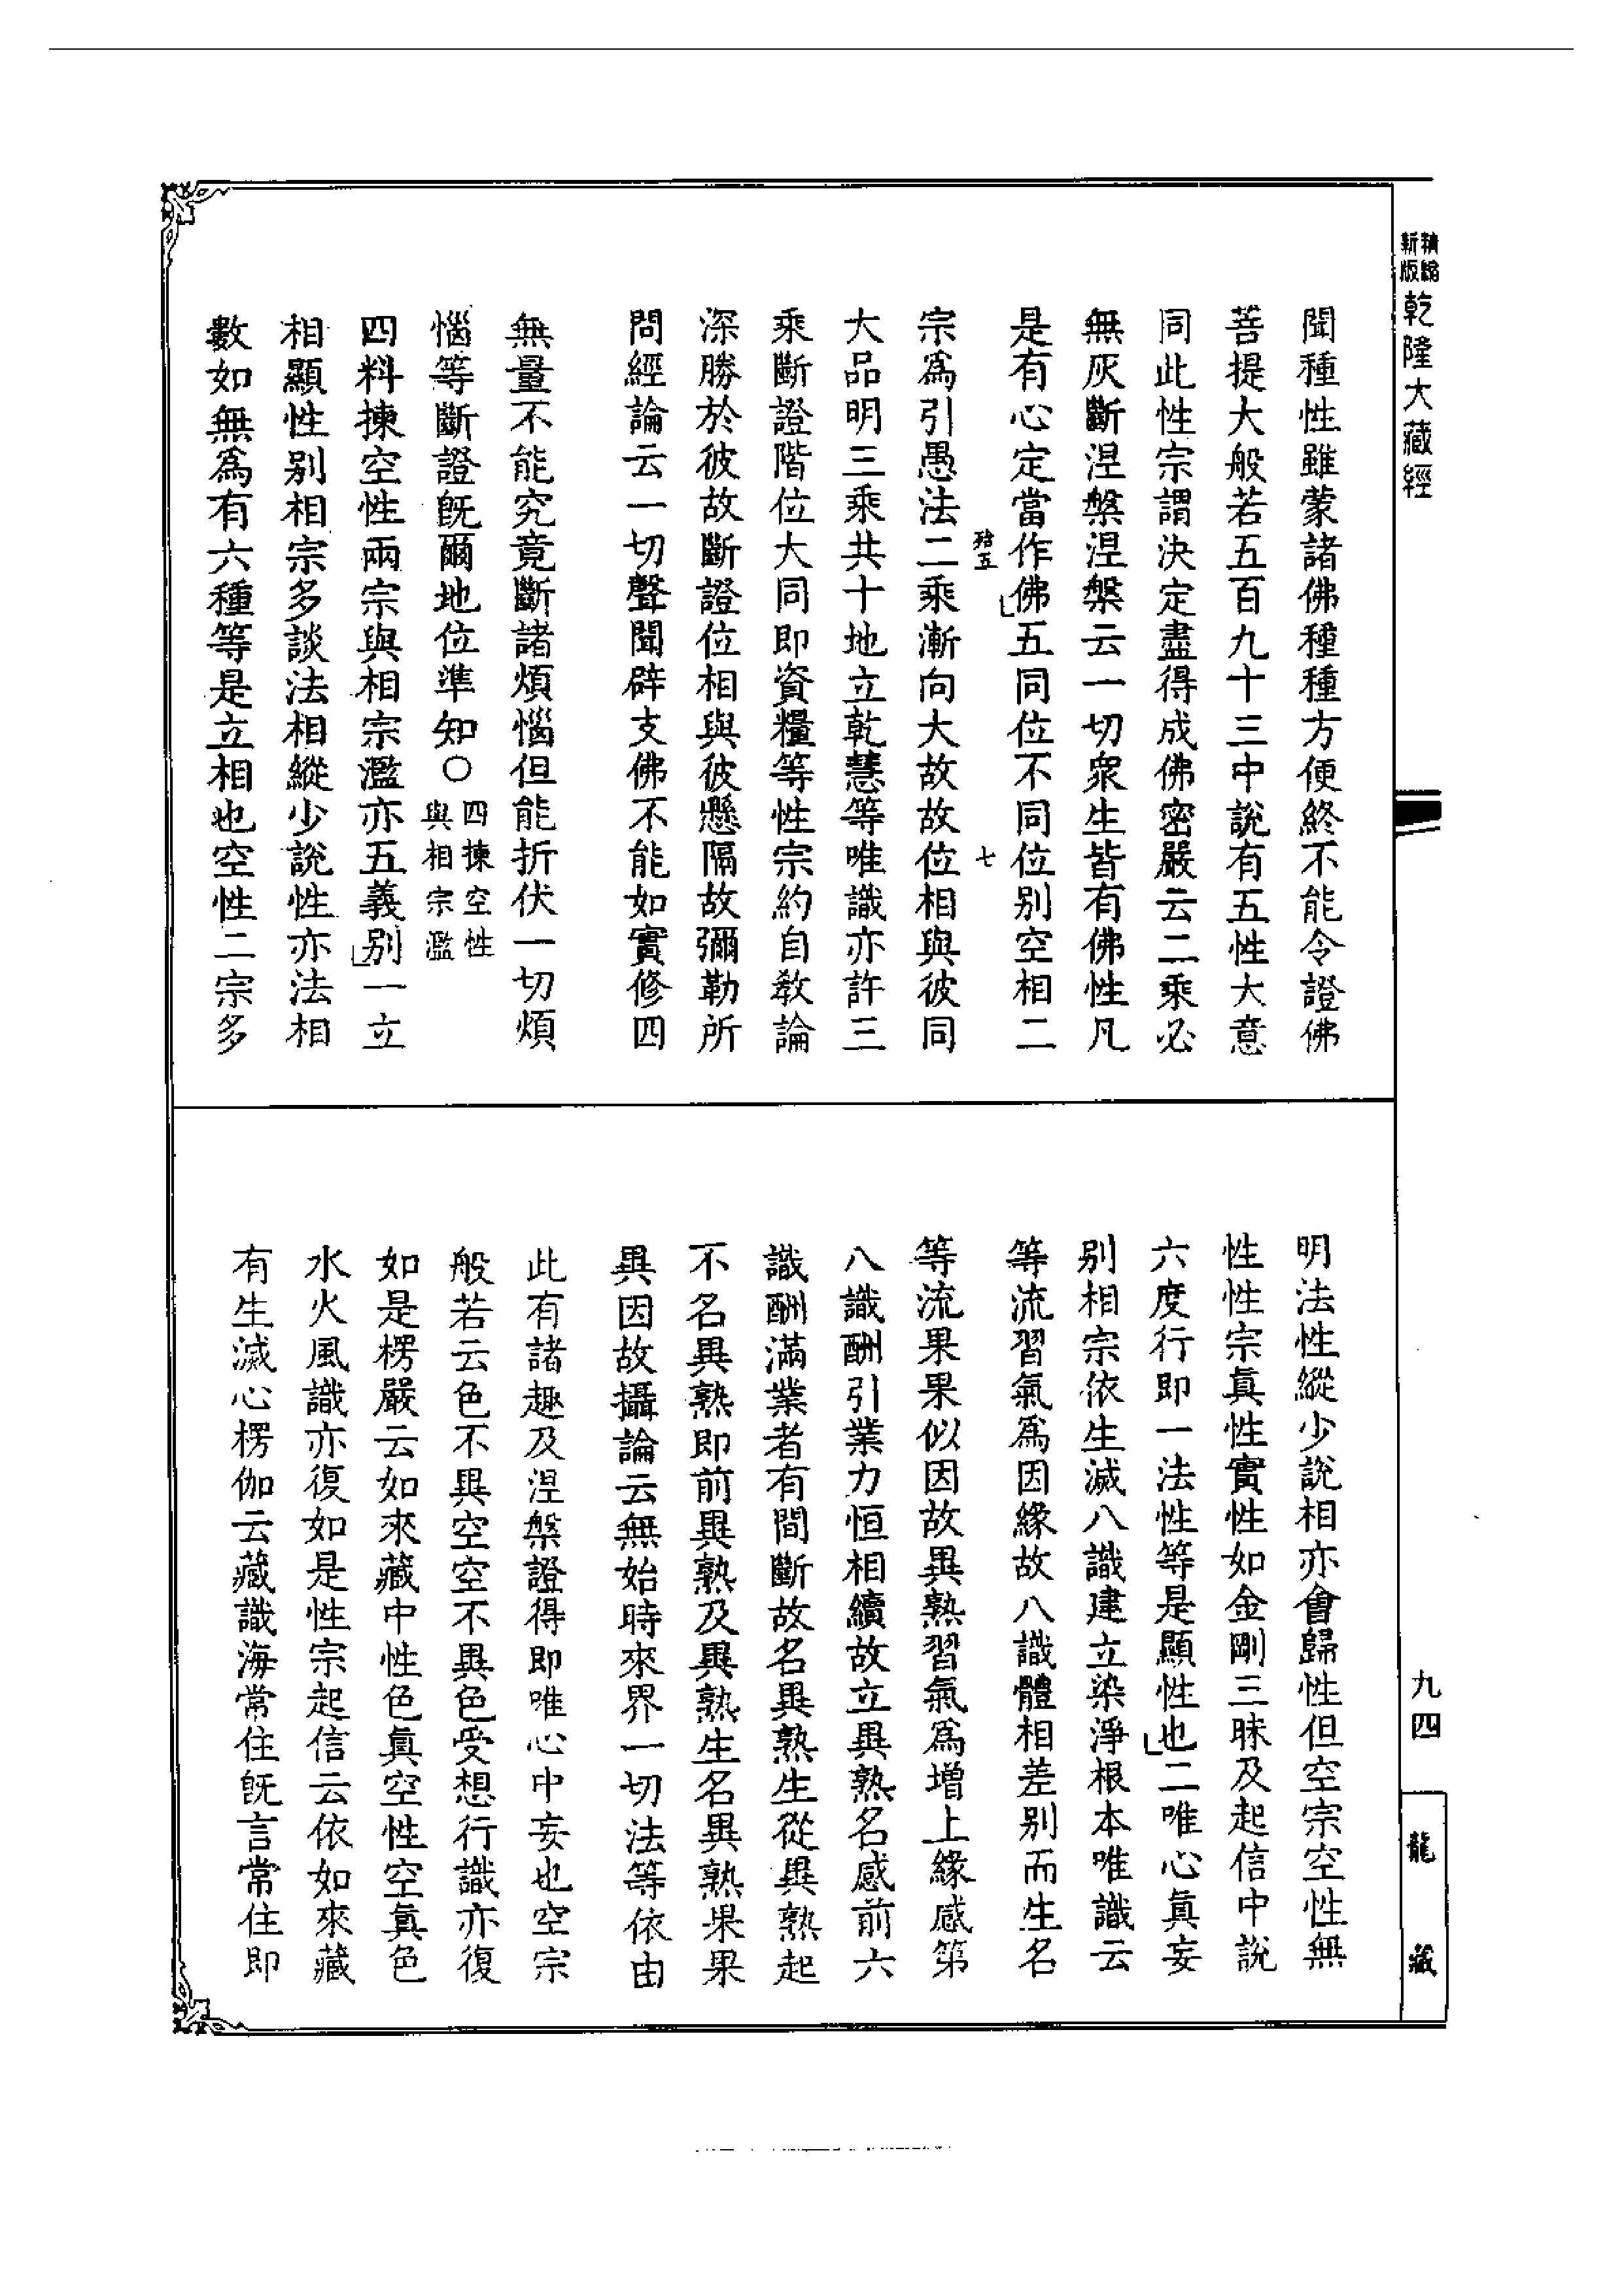 精編
新版
乾隆大藏經
聞種性雖蒙諸佛種種方便終不能令證佛
菩提大般若五百九十三中說有五性大意
同此性宗謂決定盡得成佛密嚴云二乘必
無灰斷涅槃涅槃云一切衆生皆有佛性凡
是有心定當作佛五同位不同位別空相二
七
宗爲引愚法二乘漸向大故故位相與彼同
大品明三乘共十地立乾慧等唯識亦許三
乘斷證階位大同即資糧等性宗約自教論
深勝於彼故斷證位相與彼懸隔故彌勒所
問經論云一切聲聞辟支佛不能如實修四
無量不能究竟斷諸煩惱但能折伏一切煩
惱等斷證旣爾地位準知〇四揀空性
與相宗濫
四料揀空性兩宗與相宗濫亦五義別一立
相顯性別相宗多談法相縱少說性亦法相
數如無爲有六種等是立相也空性二宗多
明法性縱少說相亦會歸性但空宗空性無
性性宗眞性實性如金剛三昧及起信中說
六度行即一法性等是顯性也二唯心眞妄
別相宗依生滅八識建立染淨根本唯識云
等流習氣爲因緣故八識體相差別而生名
等流果果似因故異熟習氣爲增上緣感第
八識酬引業力恒相續故立異熟名感前六
識酬滿業者有間斷故名異熟生從異熟起
不名異熟即前異熟及異熟生名異熟果果
異因故攝論云無始時來界一切法等依由
此有諸趣及涅槃證得即唯心中妄也空宗
般若云色不異空空不異色受想行識亦復
如是楞嚴云如來藏中性色眞空性空眞色
水火風識亦復如是性宗起信云依如來藏
有生滅心楞伽云藏識海常住旣言常住即
九四
龍藏